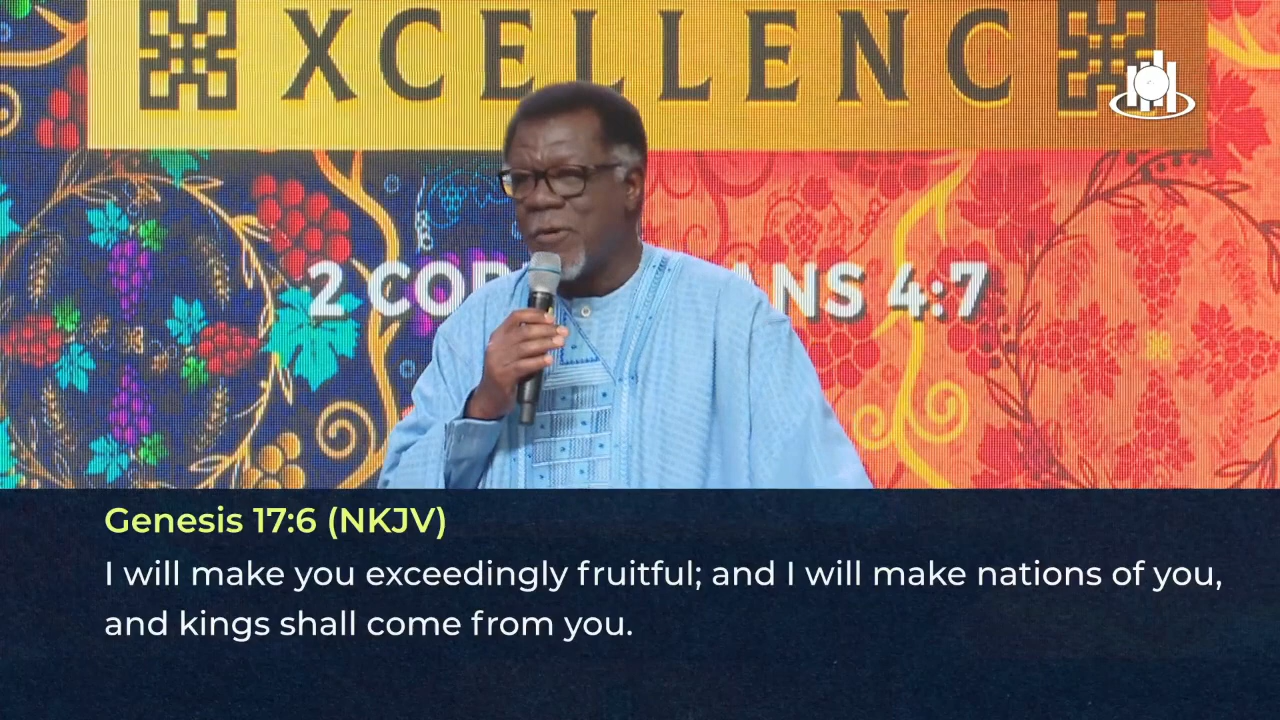 XCELLENC
2 COR ANS 4:7
Genesis 17:6 (NKJV)
I will make you exceedingly fruitful; and I will make nations of you,
and kings shall come from you.